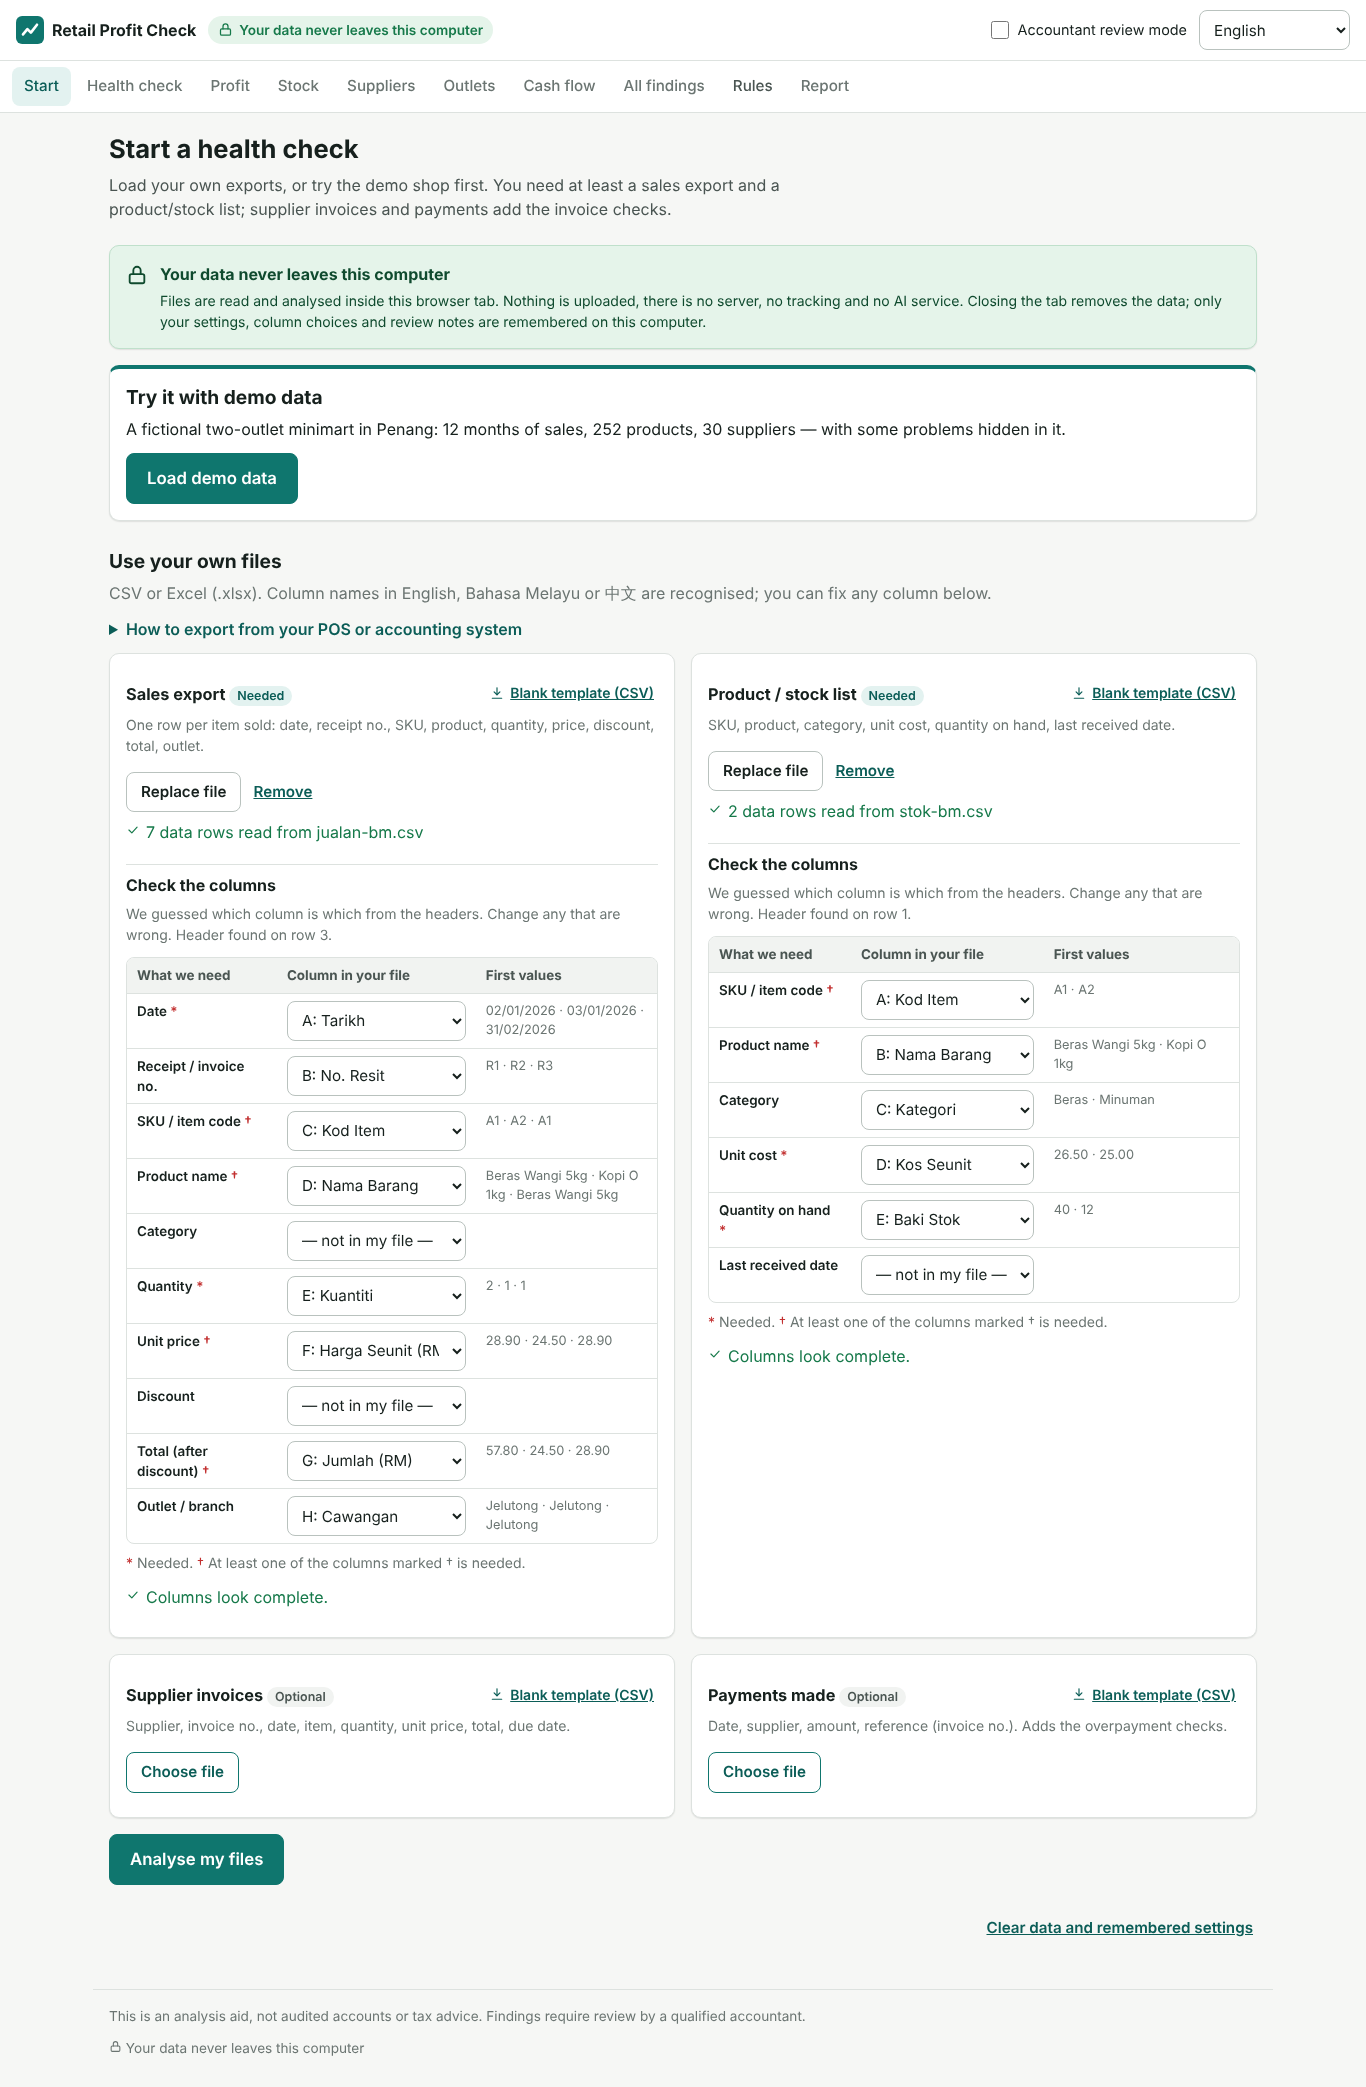 Retail Profit Check
Your data never leaves this computer
Accountant review mode
English
Start
Health check
Profit
Stock
Suppliers
Outlets
Cash flow
All findings
Rules
Report
Start a health check
Load your own exports, or try the demo shop first. You need at least a sales export and a
product/stock list; supplier invoices and payments add the invoice checks.
Your data never leaves this computer
Files are read and analysed inside this browser tab. Nothing is uploaded, there is no server, no tracking and no AI service. Closing the tab removes the data; only
your settings, column choices and review notes are remembered on this computer.
Try it with demo data
A fictional two-outlet minimart in Penang: 12 months of sales, 252 products, 30 suppliers — with some problems hidden in it.
Load demo data
Use your own files
CSV or Excel (.xlsx). Column names in English, Bahasa Melayu or 中文 are recognised; you can fix any column below.
How to export from your POS or accounting system
Sales export
Needed
Blank template (CSV)
One row per item sold: date, receipt no., SKU, product, quantity, price, discount,
total, outlet.
Replace file
Remove
✓ 7 data rows read from jualan-bm.csv
Check the columns
We guessed which column is which from the headers. Change any that are
wrong. Header found on row 3.
What we need
Column in your file
First values
Date *
A: Tarikh
02/01/2026 · 03/01/2026 ·
31/02/2026
Receipt / invoice
no.
B: No. Resit
R1 · R2 · R3
SKU / item code †
C: Kod Item
A1 · A2 · A1
Product name †
D: Nama Barang
Beras Wangi 5kg · Kopi O
1kg · Beras Wangi 5kg
Category
— not in my file —
Quantity *
E: Kuantiti
2 · 1 · 1
Unit price †
F: Harga Seunit (RM
28.90 · 24.50 · 28.90
Discount
— not in my file —
Total (after
discount) †
G: Jumlah (RM)
57.80 · 24.50 · 28.90
Outlet / branch
H: Cawangan
Jelutong · Jelutong ·
Jelutong
* Needed. † At least one of the columns marked † is needed.
✓ Columns look complete.
Product / stock list
Needed
Blank template (CSV)
SKU, product, category, unit cost, quantity on hand, last received date.
Replace file
Remove
✓ 2 data rows read from stok-bm.csv
Check the columns
We guessed which column is which from the headers. Change any that are
wrong. Header found on row 1.
What we need
Column in your file
First values
SKU / item code †
A: Kod Item
A1 · A2
Product name †
B: Nama Barang
Beras Wangi 5kg · Kopi O
1kg
Category
C: Kategori
Beras · Minuman
Unit cost *
D: Kos Seunit
26.50 · 25.00
Quantity on hand
*
E: Baki Stok
40 · 12
Last received date
— not in my file —
* Needed. † At least one of the columns marked † is needed.
✓ Columns look complete.
Supplier invoices
Optional
Blank template (CSV)
Supplier, invoice no., date, item, quantity, unit price, total, due date.
Choose file
Payments made
Optional
Blank template (CSV)
Date, supplier, amount, reference (invoice no.). Adds the overpayment checks.
Choose file
Analyse my files
Clear data and remembered settings
This is an analysis aid, not audited accounts or tax advice. Findings require review by a qualified accountant.
Your data never leaves this computer